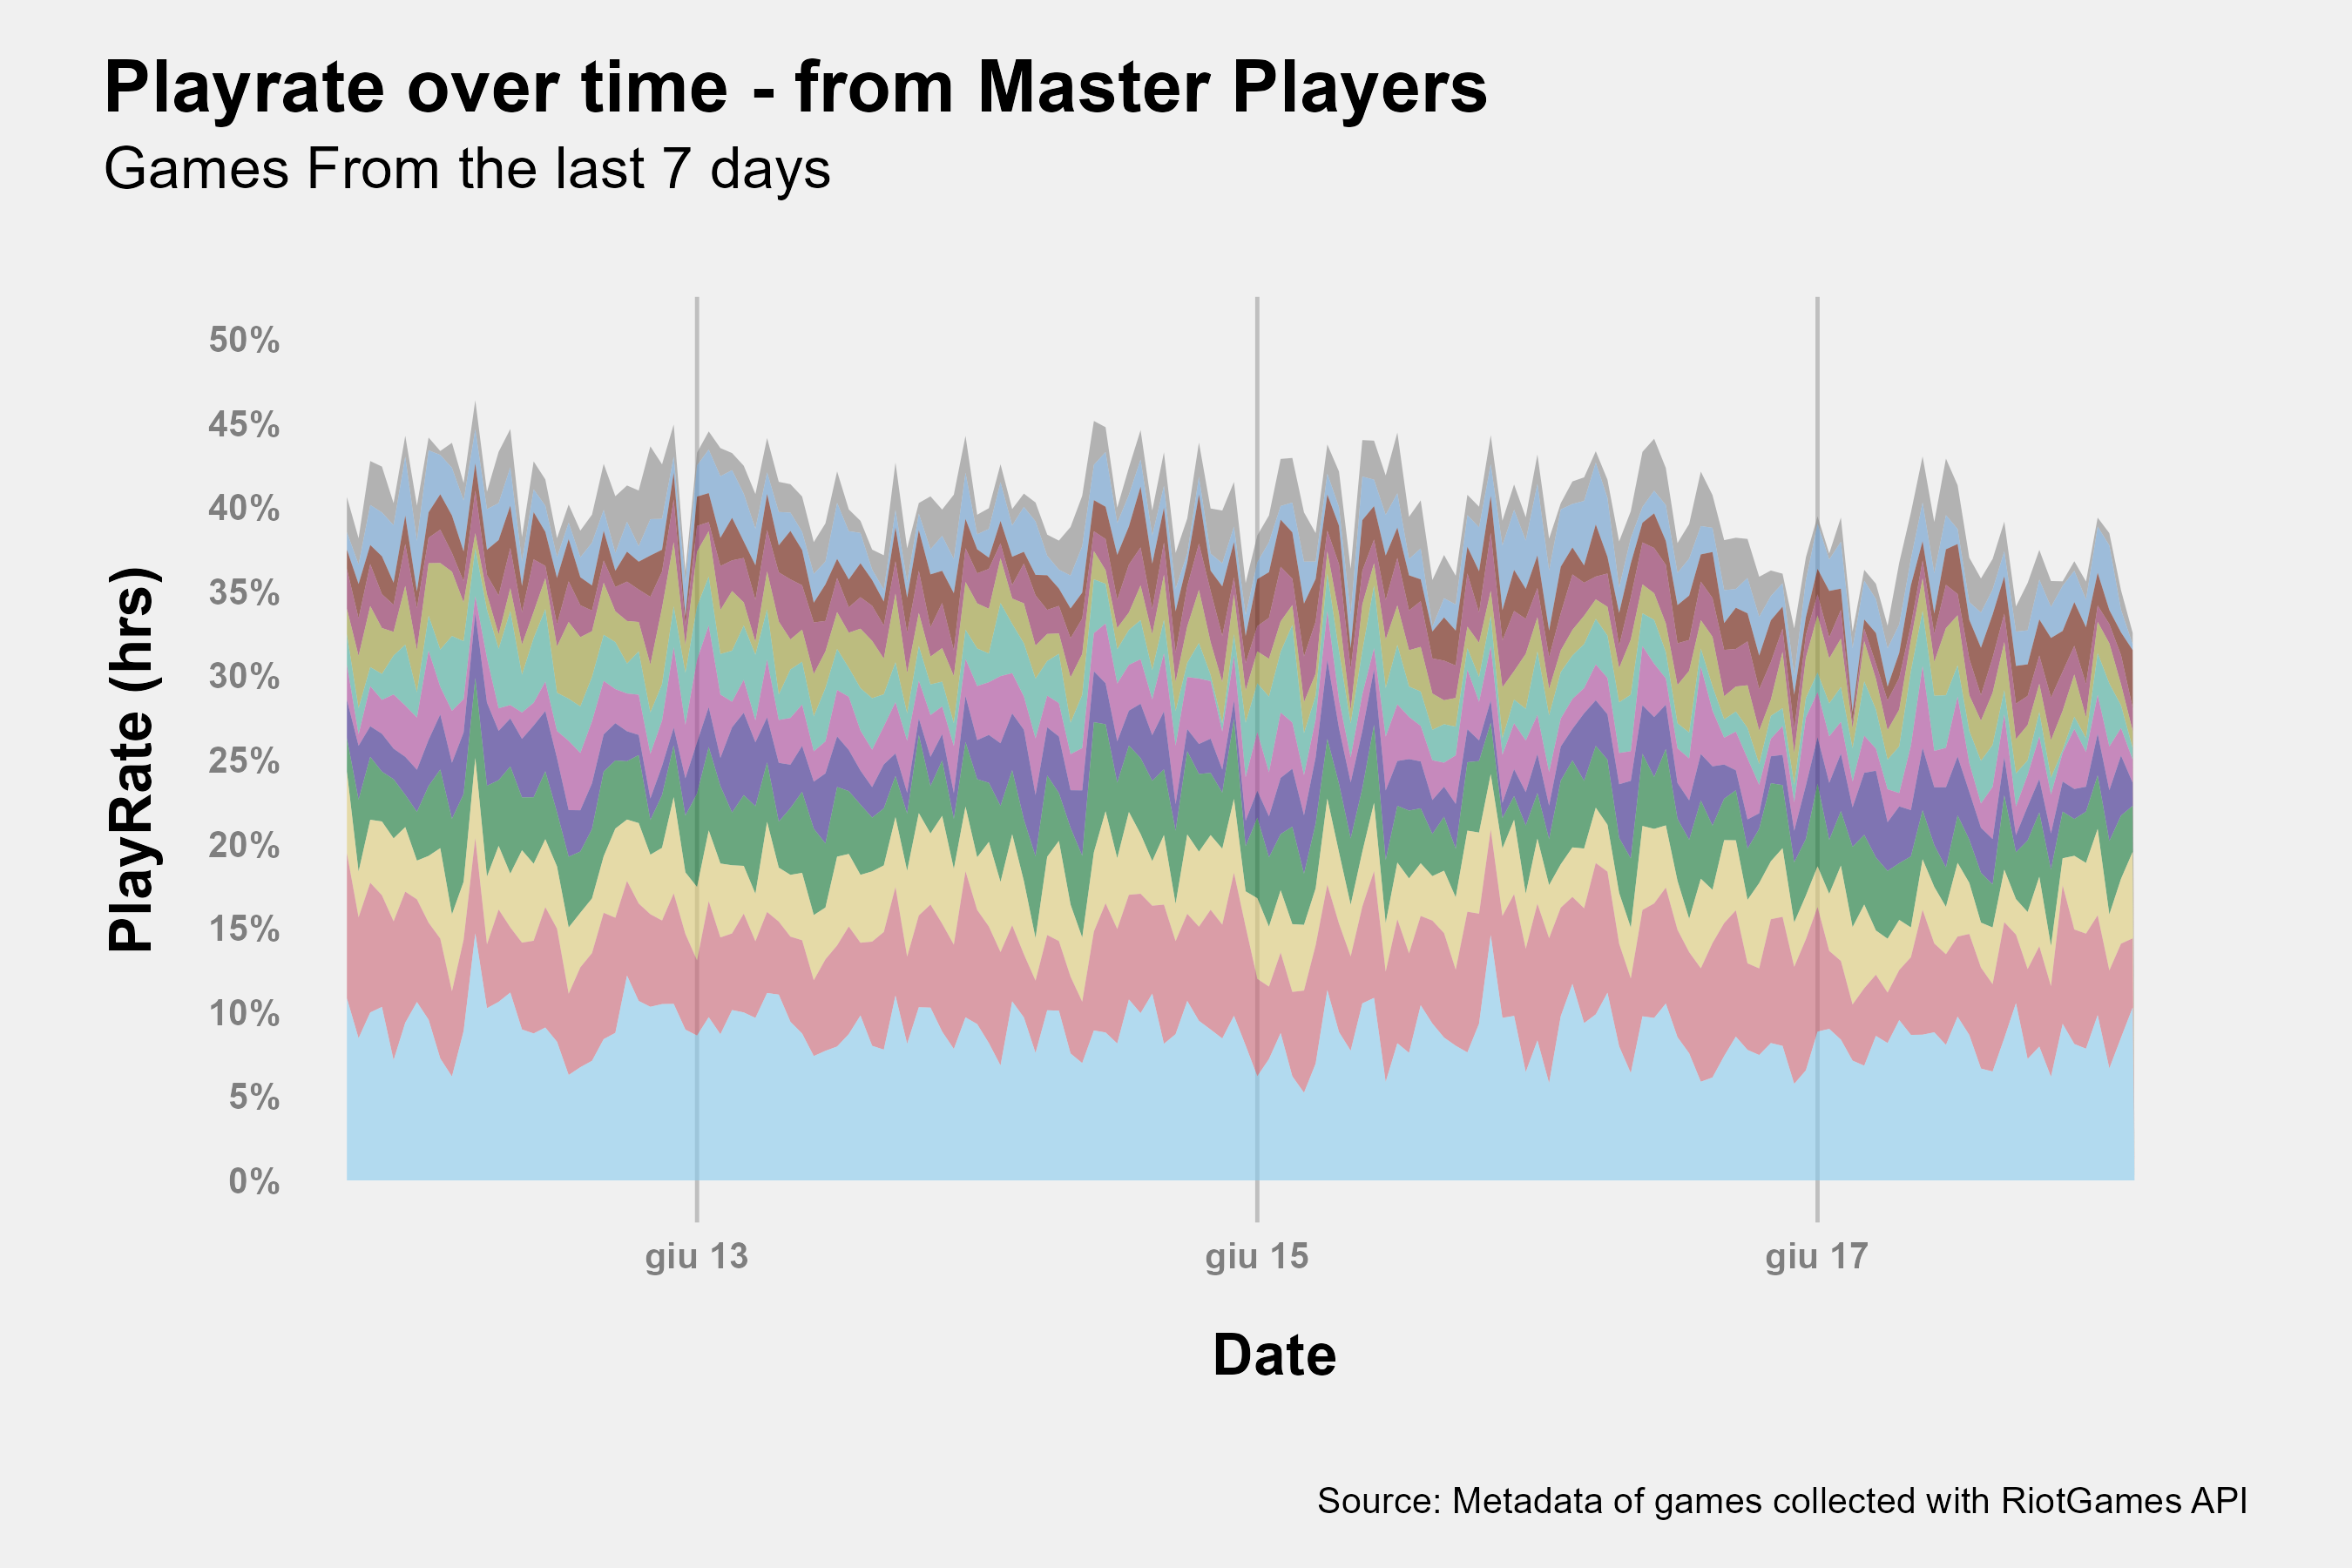 Playrate over time - from Master Players
Games From the last 7 days
PlayRate (hrs)
50%
45%
40%
35%
30%
25%
20%
15%
10%
5%
0%
giu 13
giu 15
giu 17
Date
Source: Metadata of games collected with RiotGames API